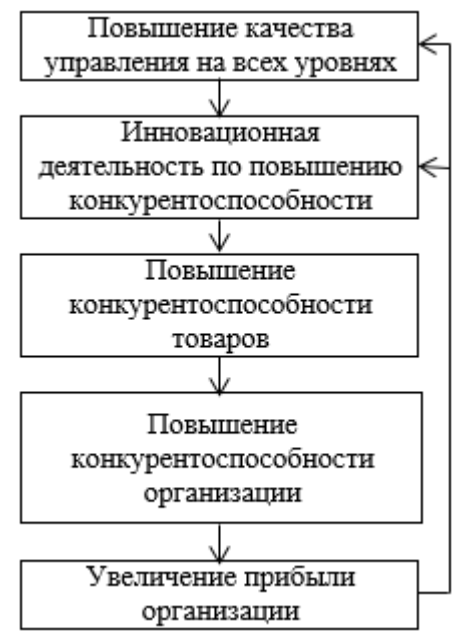 Повышение качества
управления на всех уровнях
Инновационная
деятельность по повышению
конкурентоспособности
Повышение
конкурентоспособности
товаров
Повышение
конкурентоспособности
организации
Увеличение прибыли
организации